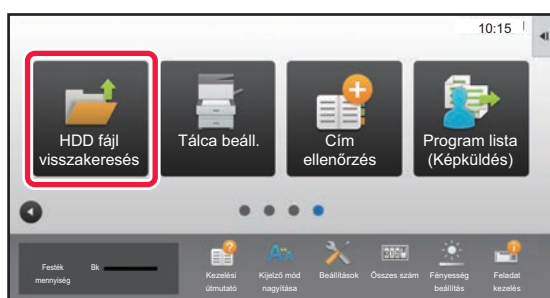 10:15
HDD fájl
visszakeresés
Tálca beáll.
Cím
ellenőrzés
Program lista
(Képküldés)
Festék
mennyiség
Bk
Kezelési
útmutató
Kijelző mód
nagyítása
Beállítások
Összes szám
Fényesség
beállítás
Feladat
kezelés